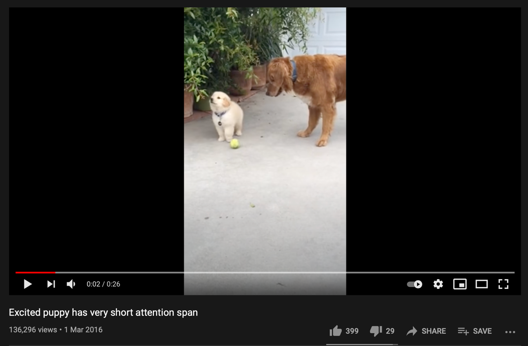 0:02 / 0:26
Excited puppy has very short attention span
136,296 views • 1 Mar 2016
399
29
SHARE
SAVE